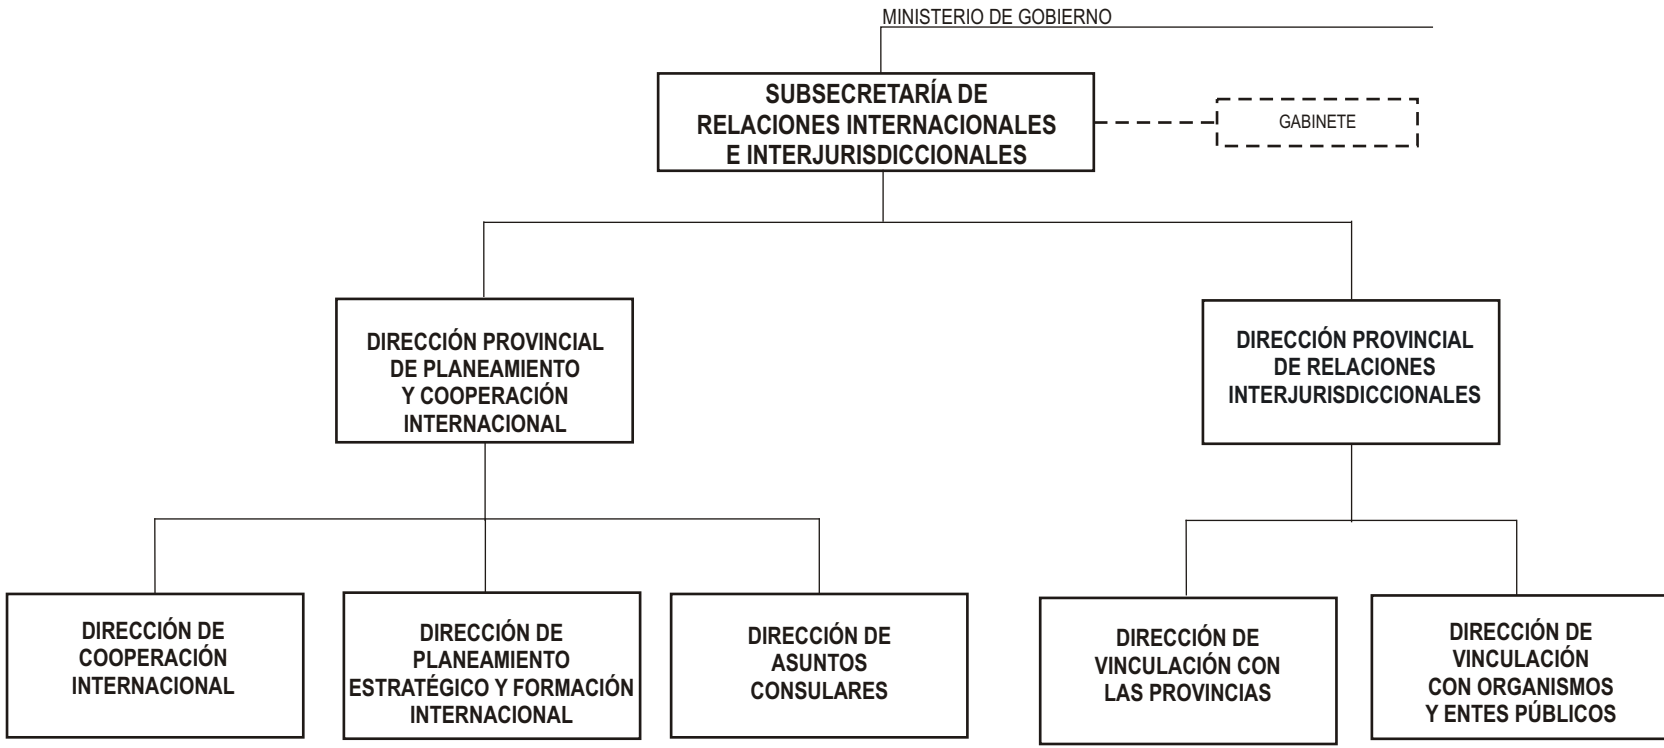 MINISTERIO DE GOBIERNO
SUBSECRETARÍA DE
RELACIONES INTERNACIONALES
E INTERJURISDICCIONALES
GABINETE
DIRECCIÓN PROVINCIAL
DE PLANEAMIENTO
Y COOPERACIÓN
INTERNACIONAL
DIRECCIÓN PROVINCIAL
DE RELACIONES
INTERJURISDICCIONALES
DIRECCIÓN DE
COOPERACIÓN
INTERNACIONAL
DIRECCIÓN DE
PLANEAMIENTO
ESTRATÉGICO Y FORMACIÓN
INTERNACIONAL
DIRECCIÓN DE
ASUNTOS
CONSULARES
DIRECCIÓN DE
VINCULACIÓN CON
LAS PROVINCIAS
DIRECCIÓN DE
VINCULACIÓN
CON ORGANISMOS
Y ENTES PÚBLICOS